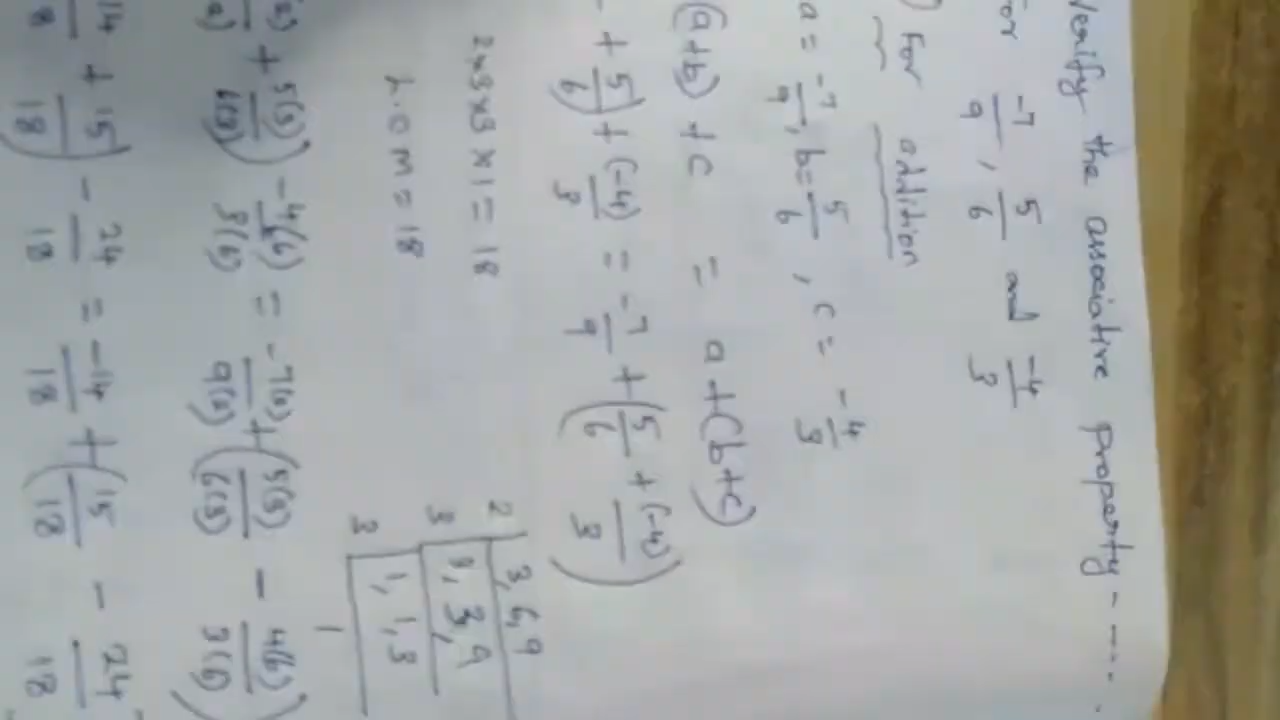 Verify the associative property - - - - .
for -7/9, 5/6 and -4/3
) For addition
a = -7/9, b = 5/6, c = -4/3
(a+b) + c = a + (b+c)
+ 5/6) + (-4)/3 = -7/9 + (5/6 + (-4)/3)
2 | 3, 6, 9
3 | 3, 3, 9
3 | 1, 1, 3
1
2×3×3×1 = 18
L.C M = 18
+ 5(3)/6(3)) -4(6)/3(6) = -7(2)/9(2) + (5(3)/6(3) - 4(6)/3(6))
14/18 + 15/18) - 24/18 = -14/18 + (15/18 - 24/18